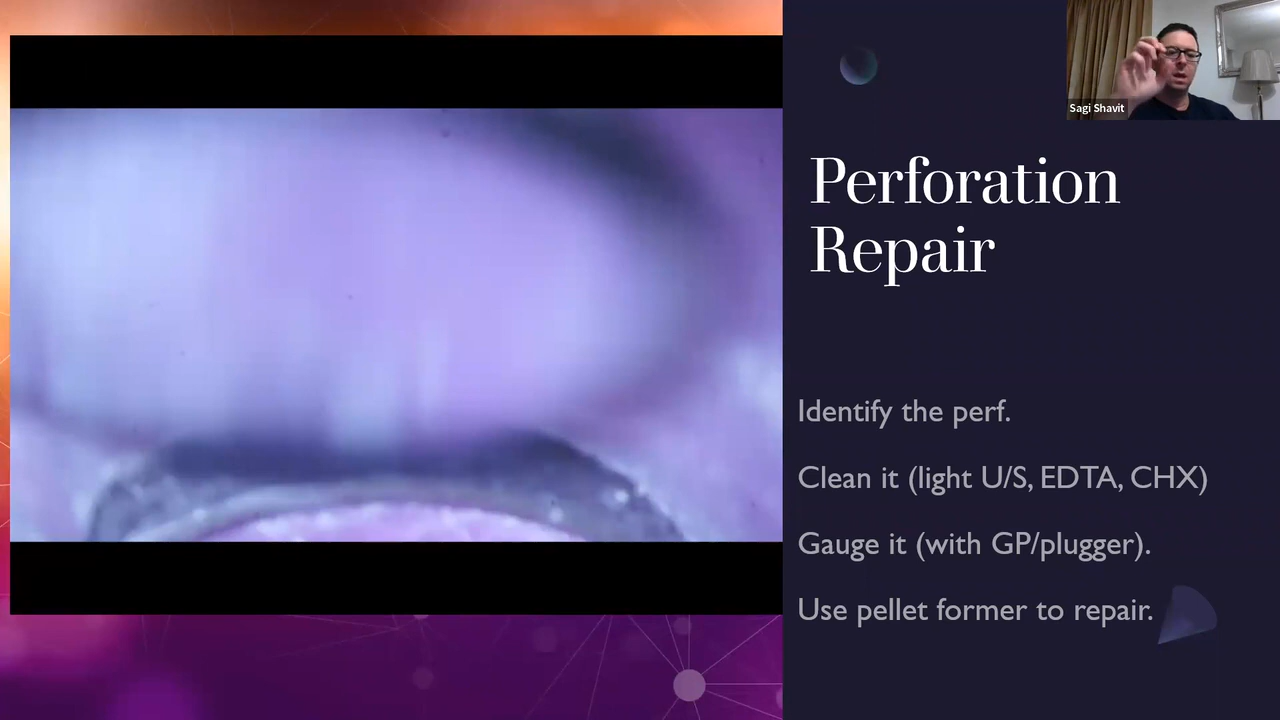 Sagi Shavit
Perforation
Repair
Identify the perf.
Clean it (light U/S, EDTA, CHX)
Gauge it (with GP/plugger).
Use pellet former to repair.